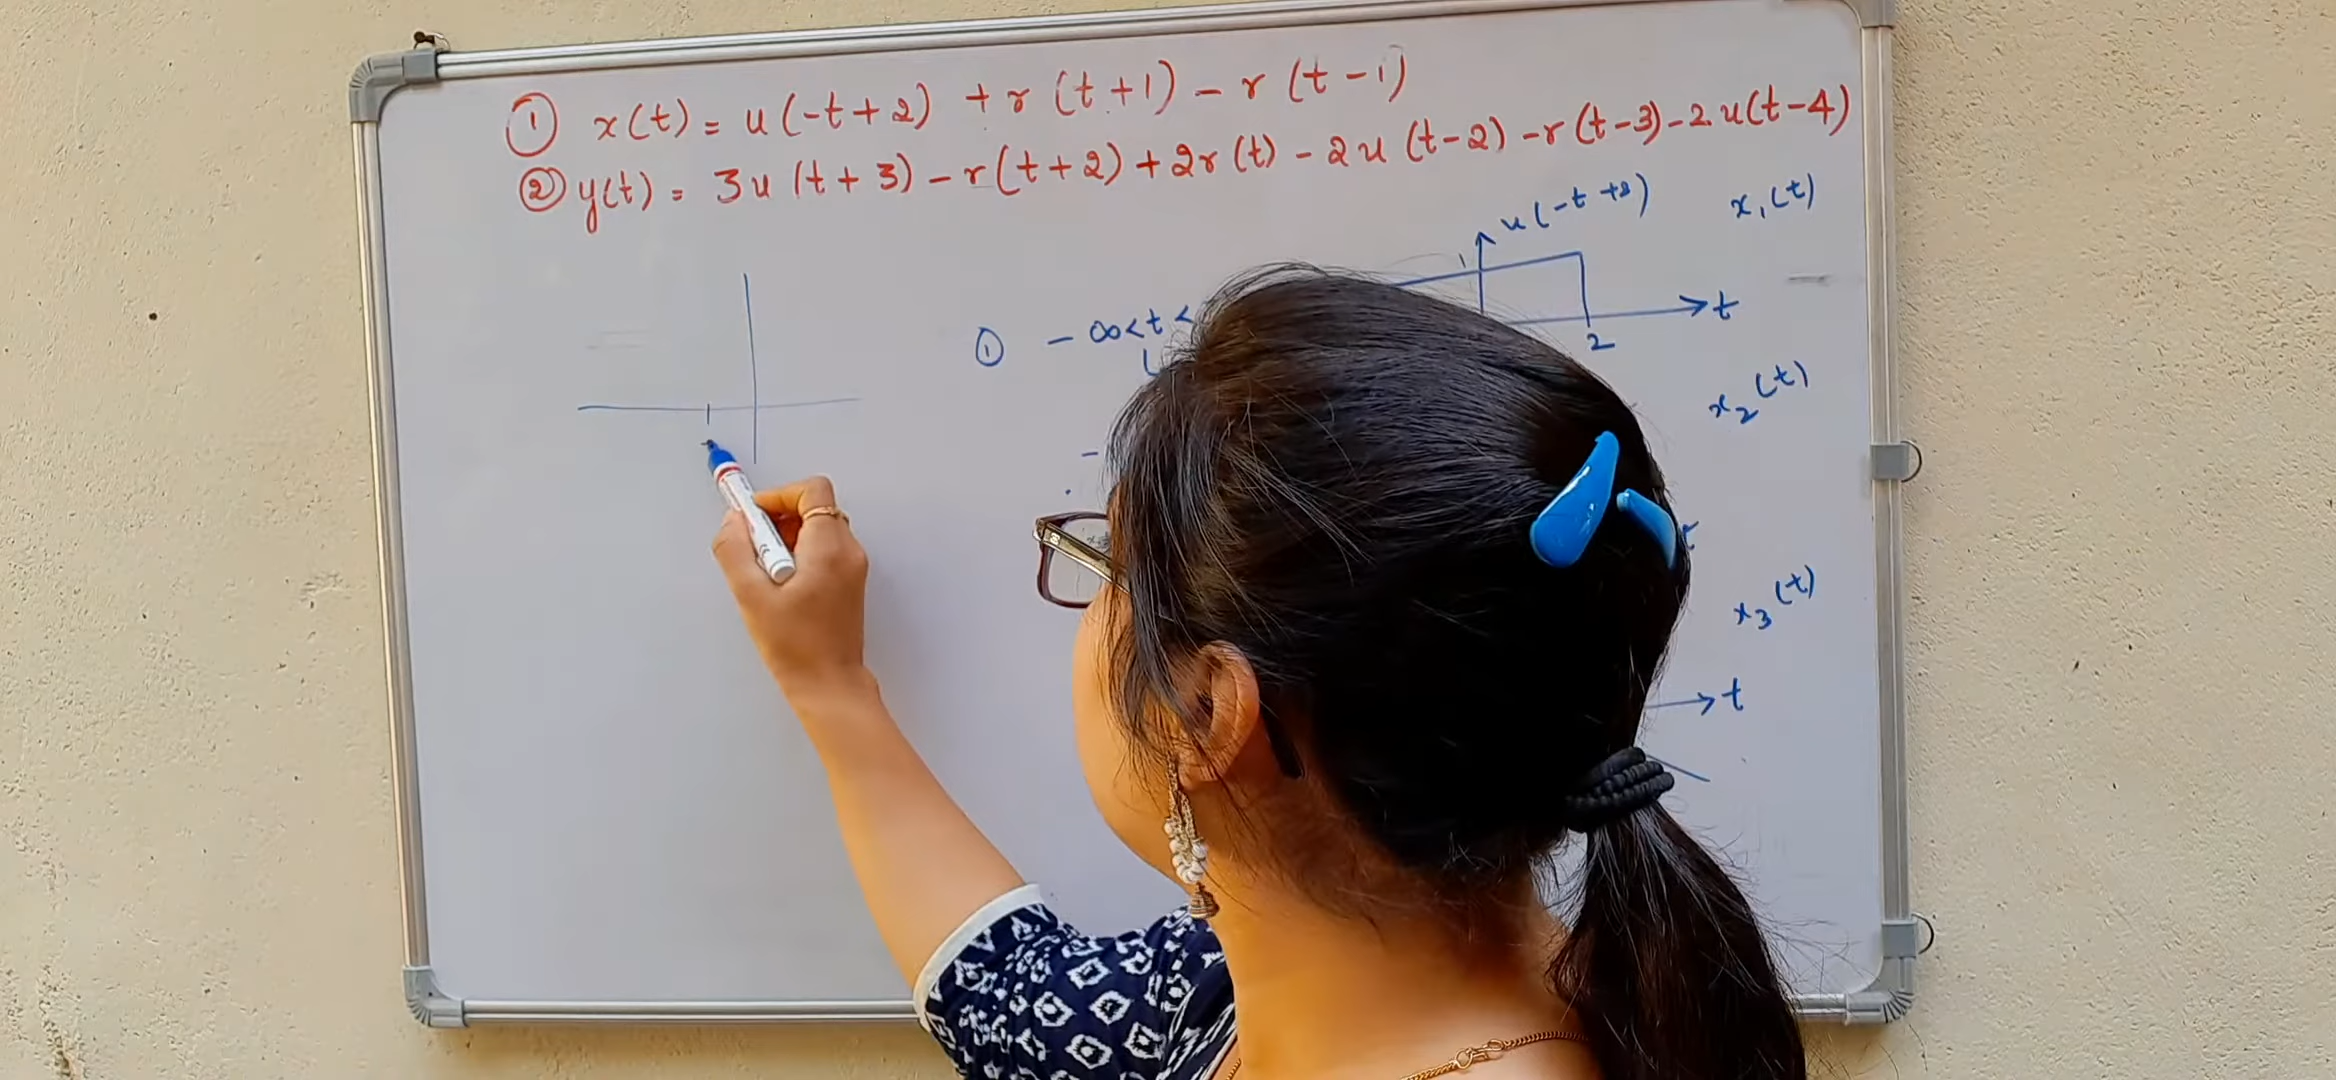 ① x(t) = u(-t+2) + r(t+1) - r(t-1)
② y(t) = 3u(t+3) - r(t+2) + 2r(t) - 2u(t-2) - r(t-3) - 2u(t-4)
u(-t+2) x₁(t)
1
① -∞<t<
t
2
x₂(t)
x₃(t)
t